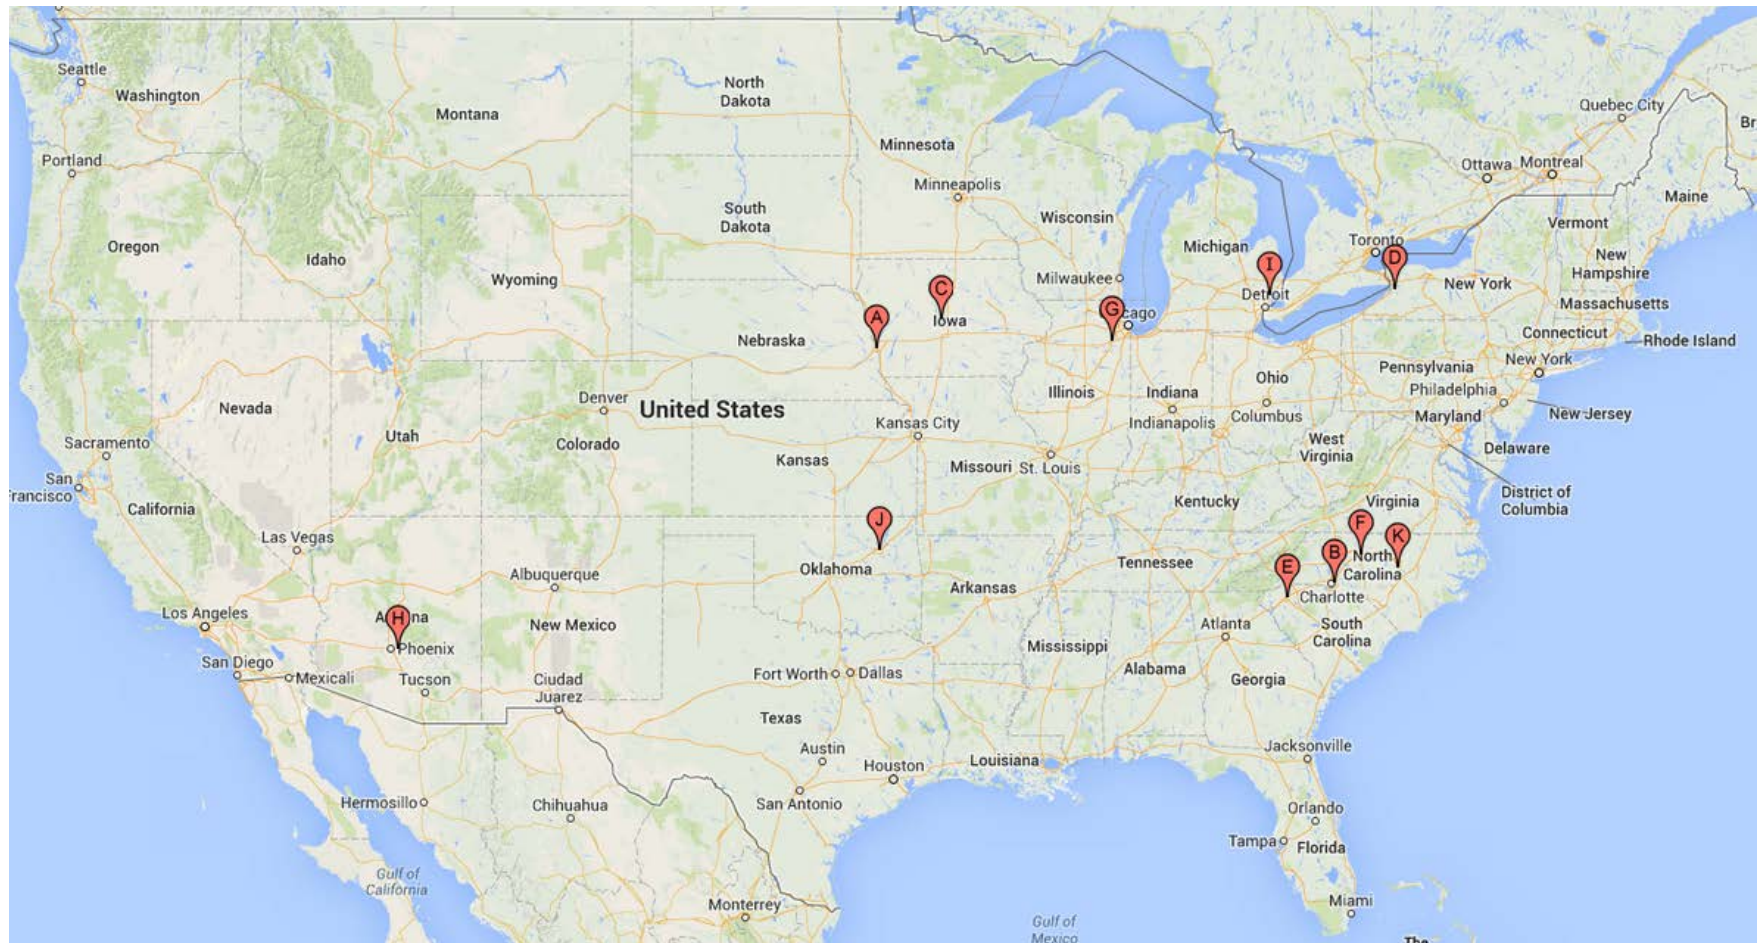 Seattle
Washington
Portland
Oregon
Idaho
Montana
Wyoming
North
Dakota
South
Dakota
Minnesota
Minneapolis
Wisconsin
Milwaukee
Michigan
Detroit
Toronto
Ottawa
Montreal
Quebec City
Br
Maine
Vermont
New
Hampshire
New York
Massachusetts
Connecticut
Rhode Island
New York
Pennsylvania
Philadelphia
New Jersey
Maryland
Delaware
District of
Columbia
I
D
C
A
G
cago
Iowa
Nebraska
Illinois
Indiana
Indianapolis
Ohio
Columbus
West
Virginia
Virginia
Kentucky
Nevada
Utah
Denver
Colorado
United States
Kansas City
Kansas
Missouri
St. Louis
Sacramento
San
Francisco
California
Las Vegas
Los Angeles
San Diego
Mexicali
H
A
na
Phoenix
Tucson
Albuquerque
New Mexico
Ciudad
Juarez
J
Oklahoma
Arkansas
Tennessee
F
K
B
E
North
Carolina
Charlotte
South
Carolina
Atlanta
Georgia
Alabama
Mississippi
Fort Worth
Dallas
Texas
Austin
Houston
San Antonio
Louisiana
Jacksonville
Orlando
Tampa
Florida
Miami
Hermosillo
Chihuahua
Gulf of
California
Monterrey
Gulf of
Mexico
The